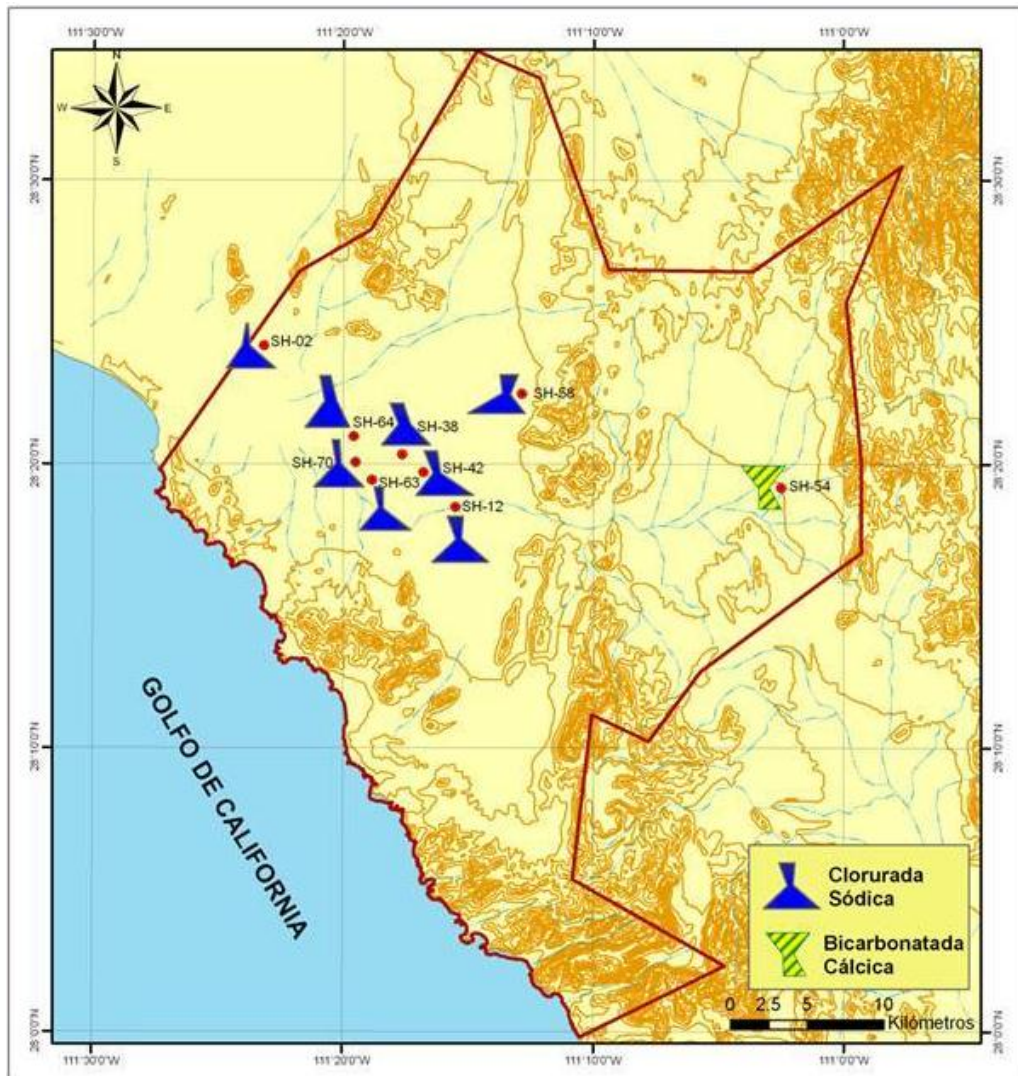 111°30'0"W 111°20'0"W 111°10'0"W 111°0'0"W
N
W E
S
28°30'0"N 28°30'0"N
SH-02
SH-58
SH-64 SH-38
28°20'0"N 28°20'0"N
SH-70 SH-42
SH-63
SH-54
SH-12
28°10'0"N 28°10'0"N
GOLFO DE CALIFORNIA
Clorurada
Sódica
Bicarbonatada
Cálcica
0 2.5 5 10
Kilómetros
28°0'0"N 28°0'0"N
111°30'0"W 111°20'0"W 111°10'0"W 111°0'0"W